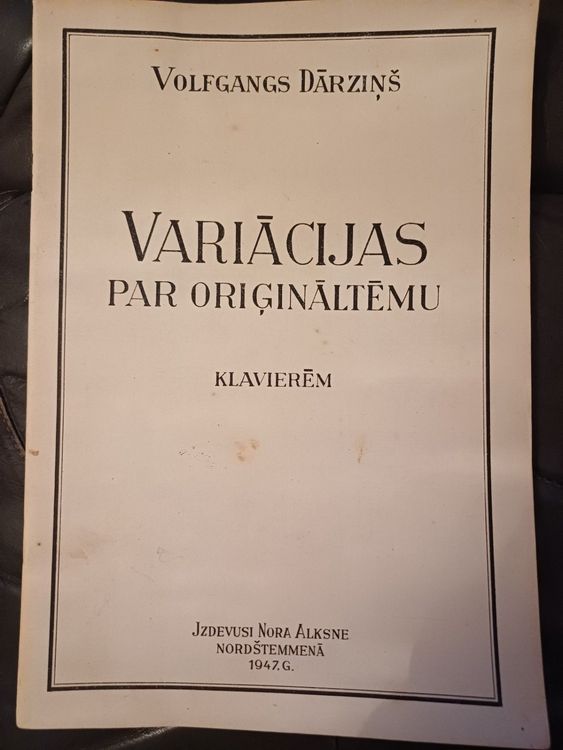 VOLFGANGS DĀRZIŅŠ
VARIĀCIJAS
PAR ORIĢINĀLTĒMU
KLAVIERĒM
JZDEVUSI NORA ALKSNE
NORDŠTEMMENĀ
1947.G.